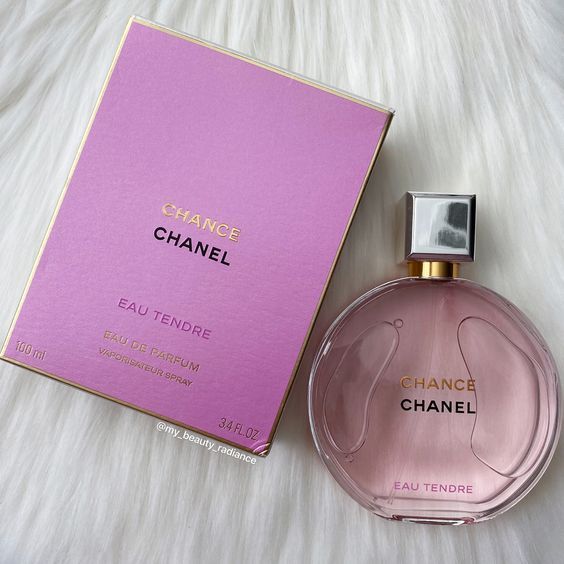 CHANCE
CHANEL
EAU TENDRE
EAU DE PARFUM
VAPORISATEUR SPRAY
100 ml
3.4 FL.OZ
@my_beauty_radiance
CHANCE
CHANEL
EAU TENDRE